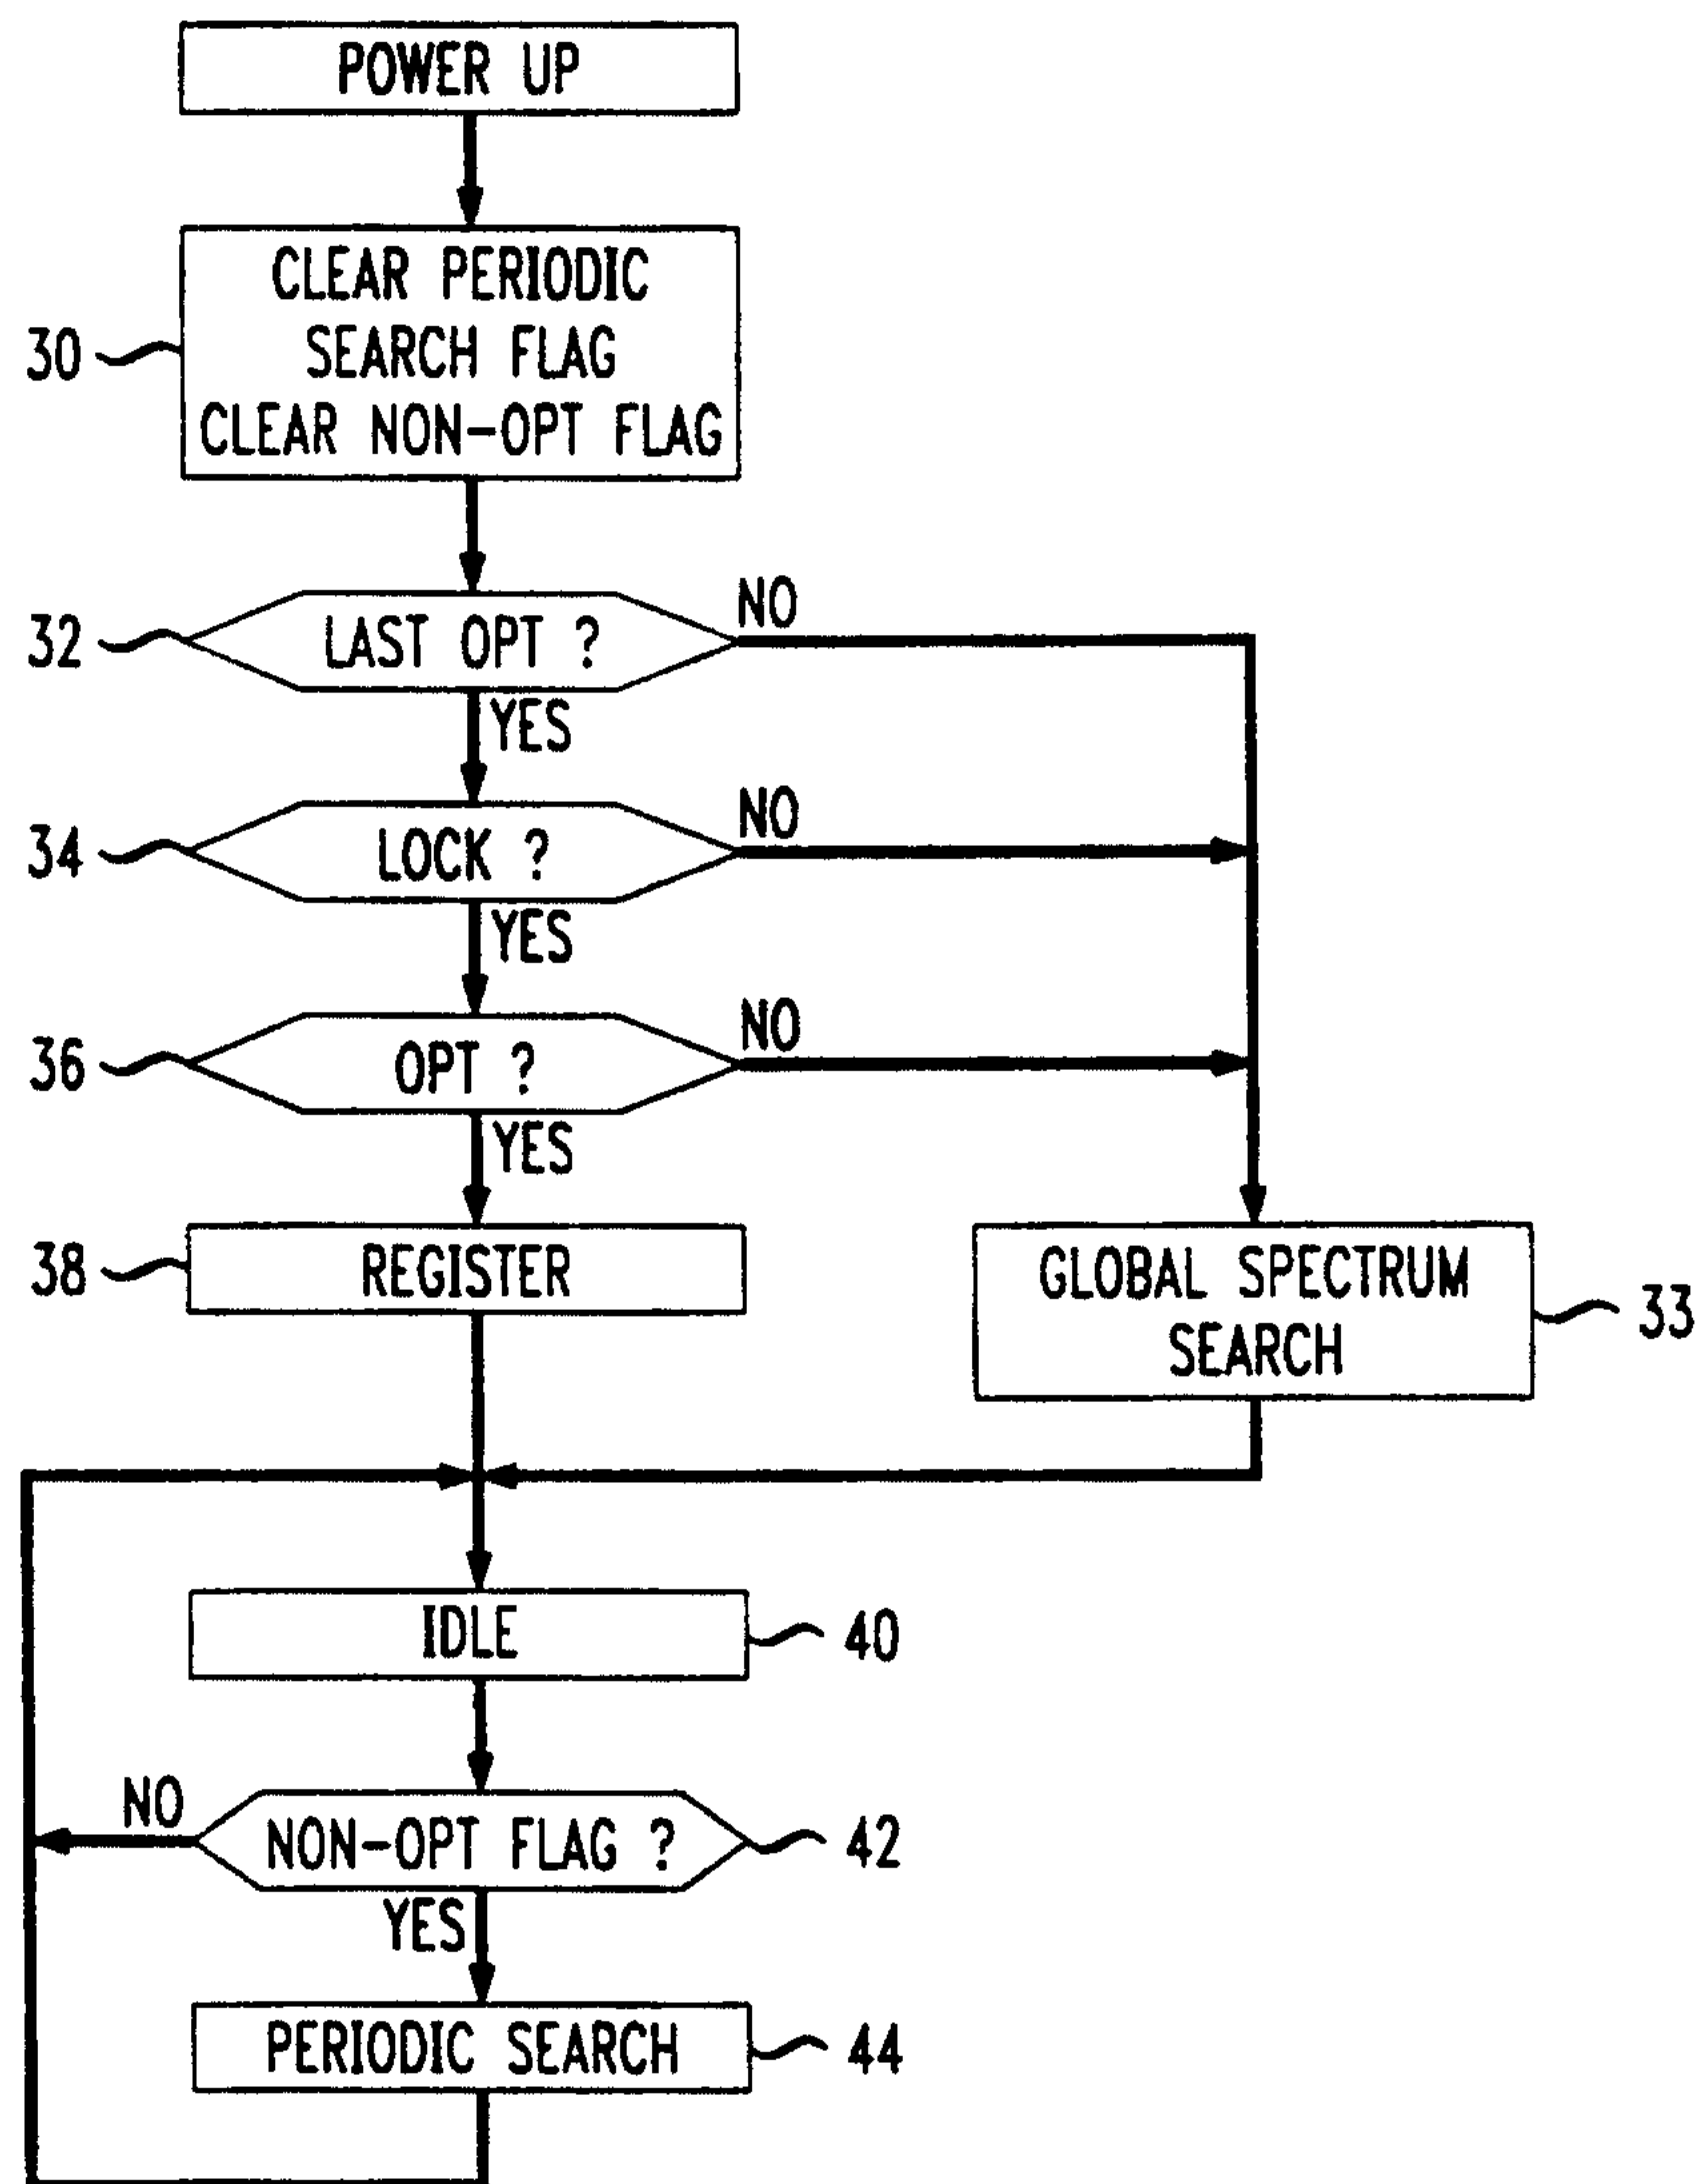 POWER UP
CLEAR PERIODIC
SEARCH FLAG
CLEAR NON-OPT FLAG
30
LAST OPT ?
32
NO
YES
LOCK ?
34
NO
YES
OPT ?
36
NO
YES
REGISTER
38
GLOBAL SPECTRUM
SEARCH
33
IDLE
40
NON-OPT FLAG ?
42
NO
YES
PERIODIC SEARCH
44